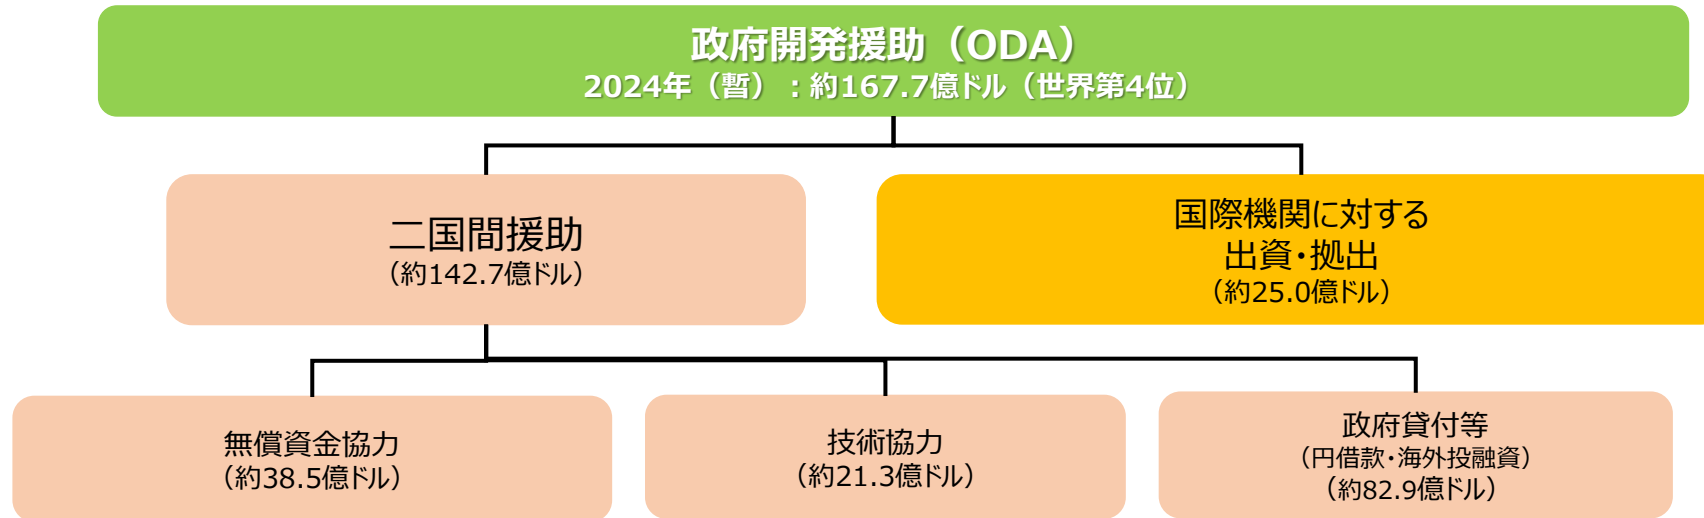 政府開発援助（ODA）
2024年（暫）：約167.7億ドル（世界第4位）
二国間援助
（約142.7億ドル）
国際機関に対する
出資・拠出
（約25.0億ドル）
無償資金協力
（約38.5億ドル）
技術協力
（約21.3億ドル）
政府貸付等
（円借款・海外投融資）
（約82.9億ドル）